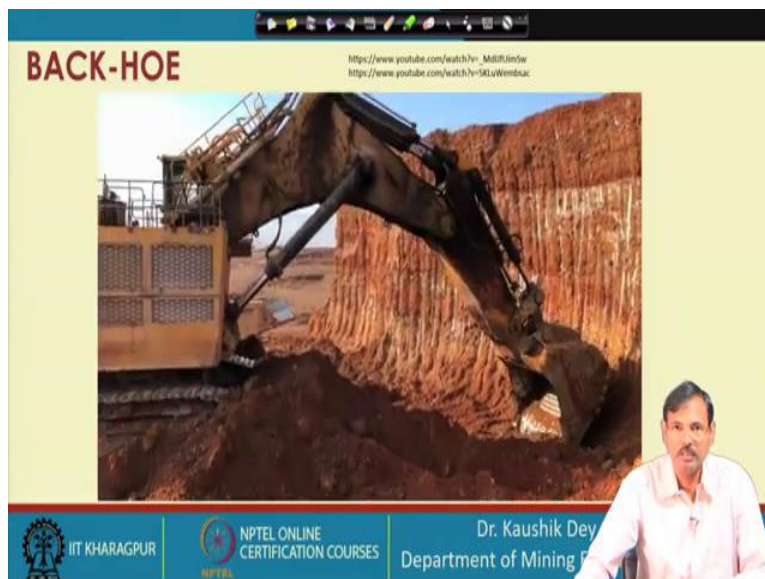 BACK-HOE
https://www.youtube.com/watch?v=_MdUfUimSw
https://www.youtube.com/watch?v=SKLuWembsac
IIT KHARAGPUR
NPTEL
NPTEL ONLINE
CERTIFICATION COURSES
Dr. Kaushik Dey
Department of Mining